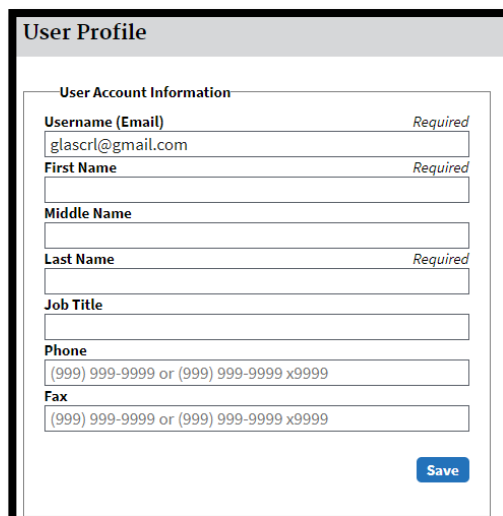 User Profile
User Account Information
Username (Email) Required
glascrl@gmail.com
First Name Required
Middle Name
Last Name Required
Job Title
Phone
(999) 999-9999 or (999) 999-9999 x9999
Fax
(999) 999-9999 or (999) 999-9999 x9999
Save